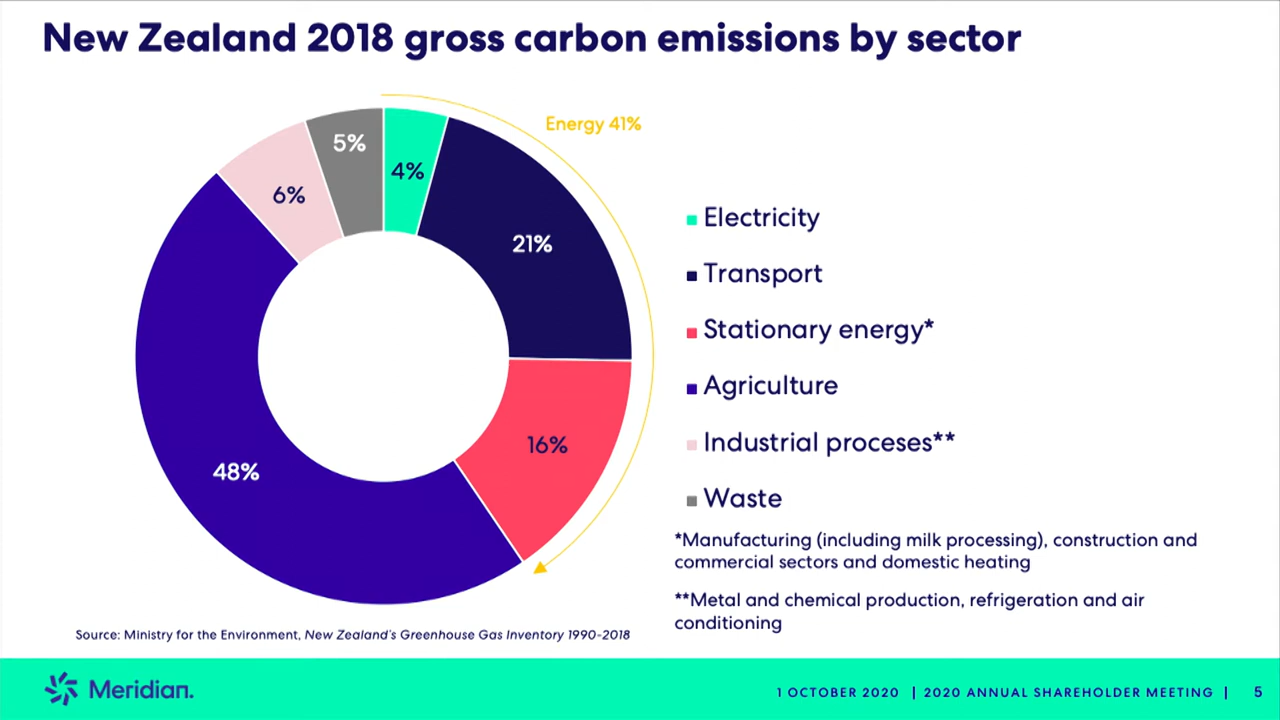 New Zealand 2018 gross carbon emissions by sector
Energy 41%
5%
4%
6%
21%
16%
48%
Electricity
Transport
Stationary energy*
Agriculture
Industrial proceses**
Waste
*Manufacturing (including milk processing), construction and
commercial sectors and domestic heating
**Metal and chemical production, refrigeration and air
conditioning
Source: Ministry for the Environment, New Zealand's Greenhouse Gas Inventory 1990-2018
Meridian.
1 OCTOBER 2020 | 2020 ANNUAL SHAREHOLDER MEETING | 5